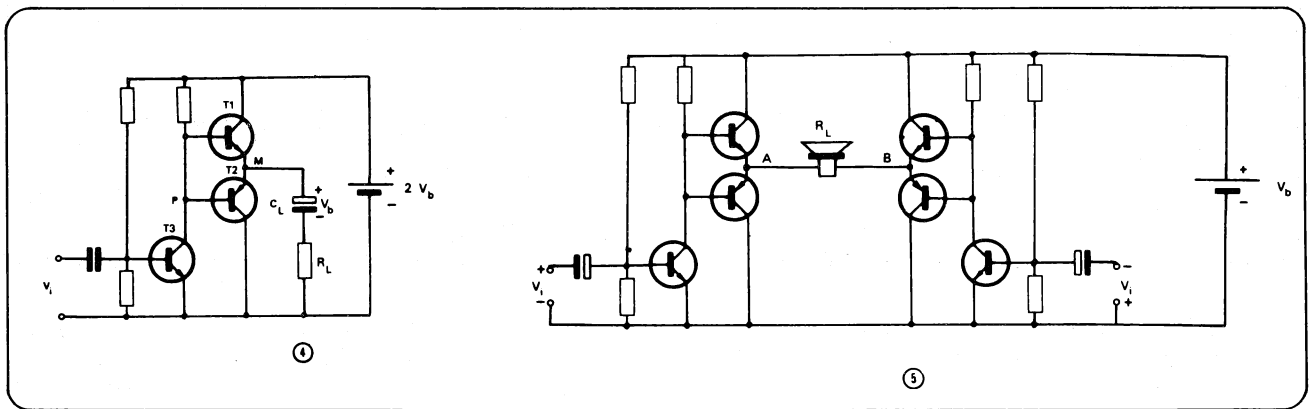 T1
M
T2
P
C_L
+
V_b
-
+
2 V_b
-
T3
R_L
V_i
4
R_L
A
B
+
V_b
-
+
V_i
-
-
V_i
+
5